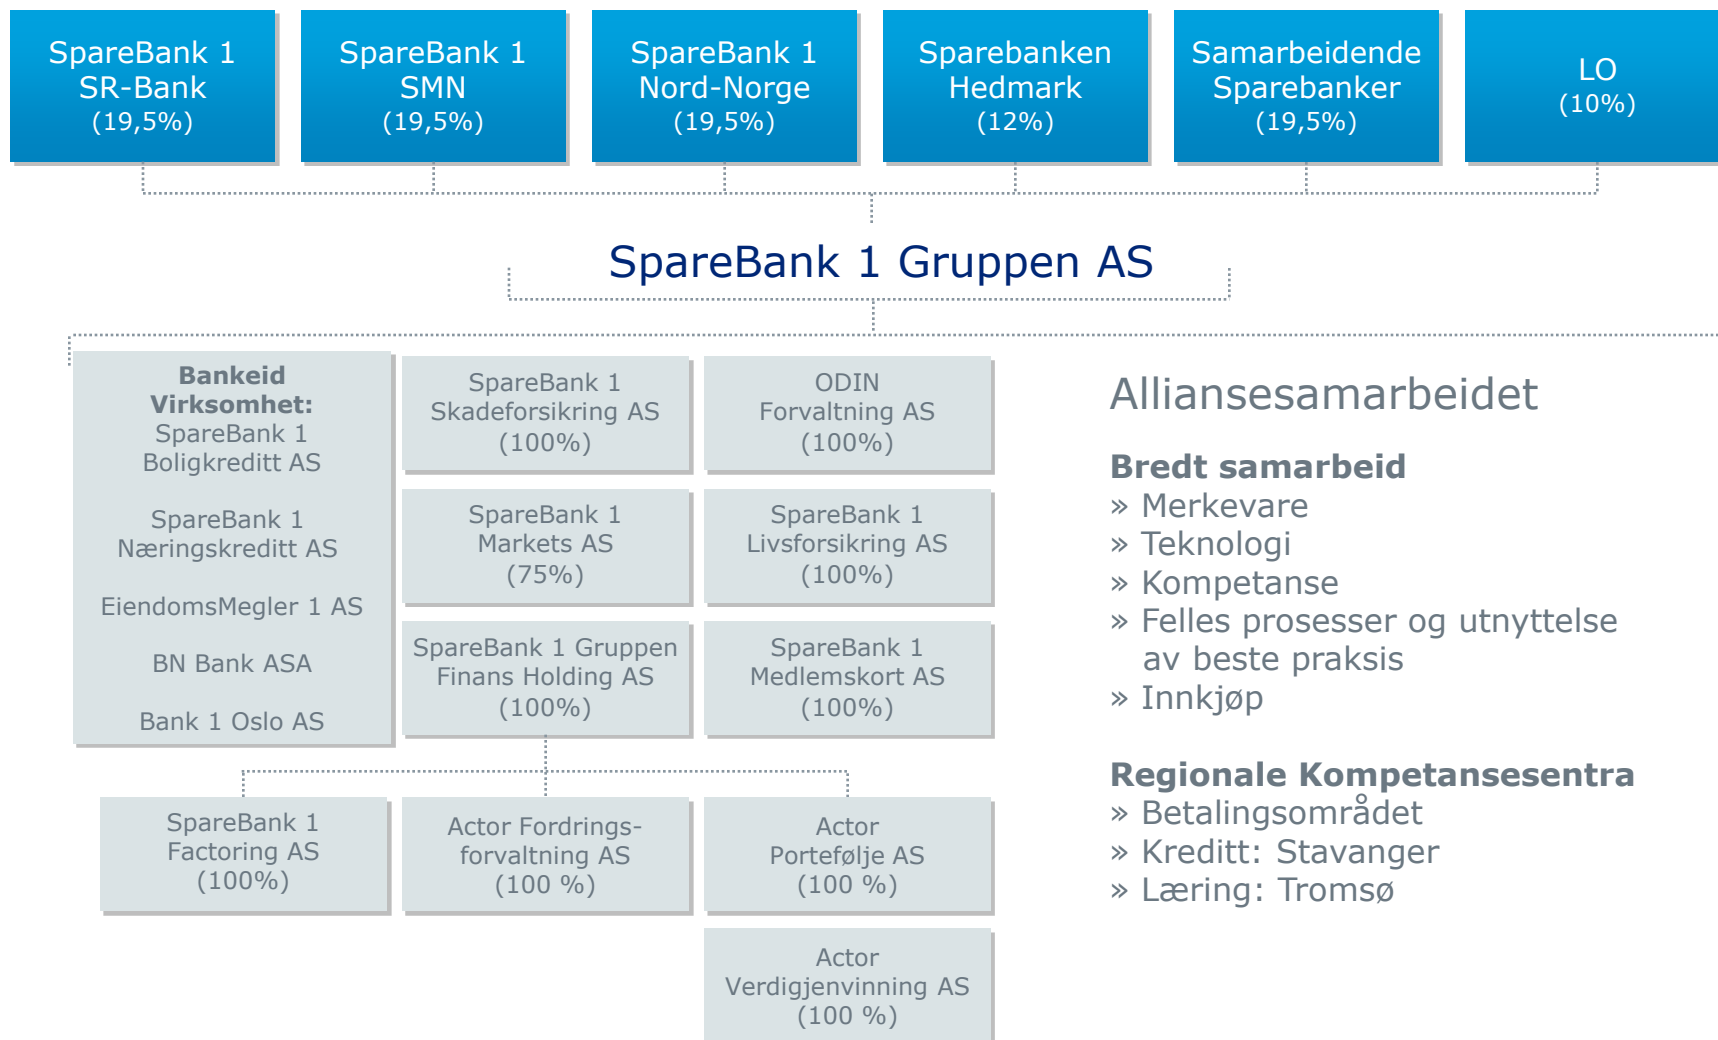 SpareBank 1
SR-Bank
(19,5%)
SpareBank 1
SMN
(19,5%)
SpareBank 1
Nord-Norge
(19,5%)
Sparebanken
Hedmark
(12%)
Samarbeidende
Sparebanker
(19,5%)
LO
(10%)
SpareBank 1 Gruppen AS
Bankeid
Virksomhet:
SpareBank 1
Boligkreditt AS
SpareBank 1
Næringskreditt AS
EiendomsMegler 1 AS
BN Bank ASA
Bank 1 Oslo AS
SpareBank 1
Skadeforsikring AS
(100%)
ODIN
Forvaltning AS
(100%)
SpareBank 1
Markets AS
(75%)
SpareBank 1
Livsforsikring AS
(100%)
SpareBank 1 Gruppen
Finans Holding AS
(100%)
SpareBank 1
Medlemskort AS
(100%)
SpareBank 1
Factoring AS
(100%)
Actor Fordrings-
forvaltning AS
(100 %)
Actor
Portefølje AS
(100 %)
Actor
Verdigjenvinning AS
(100 %)
Alliansesamarbeidet
Bredt samarbeid
» Merkevare
» Teknologi
» Kompetanse
» Felles prosesser og utnyttelse
av beste praksis
» Innkjøp
Regionale Kompetansesentra
» Betalingsområdet
» Kreditt: Stavanger
» Læring: Tromsø